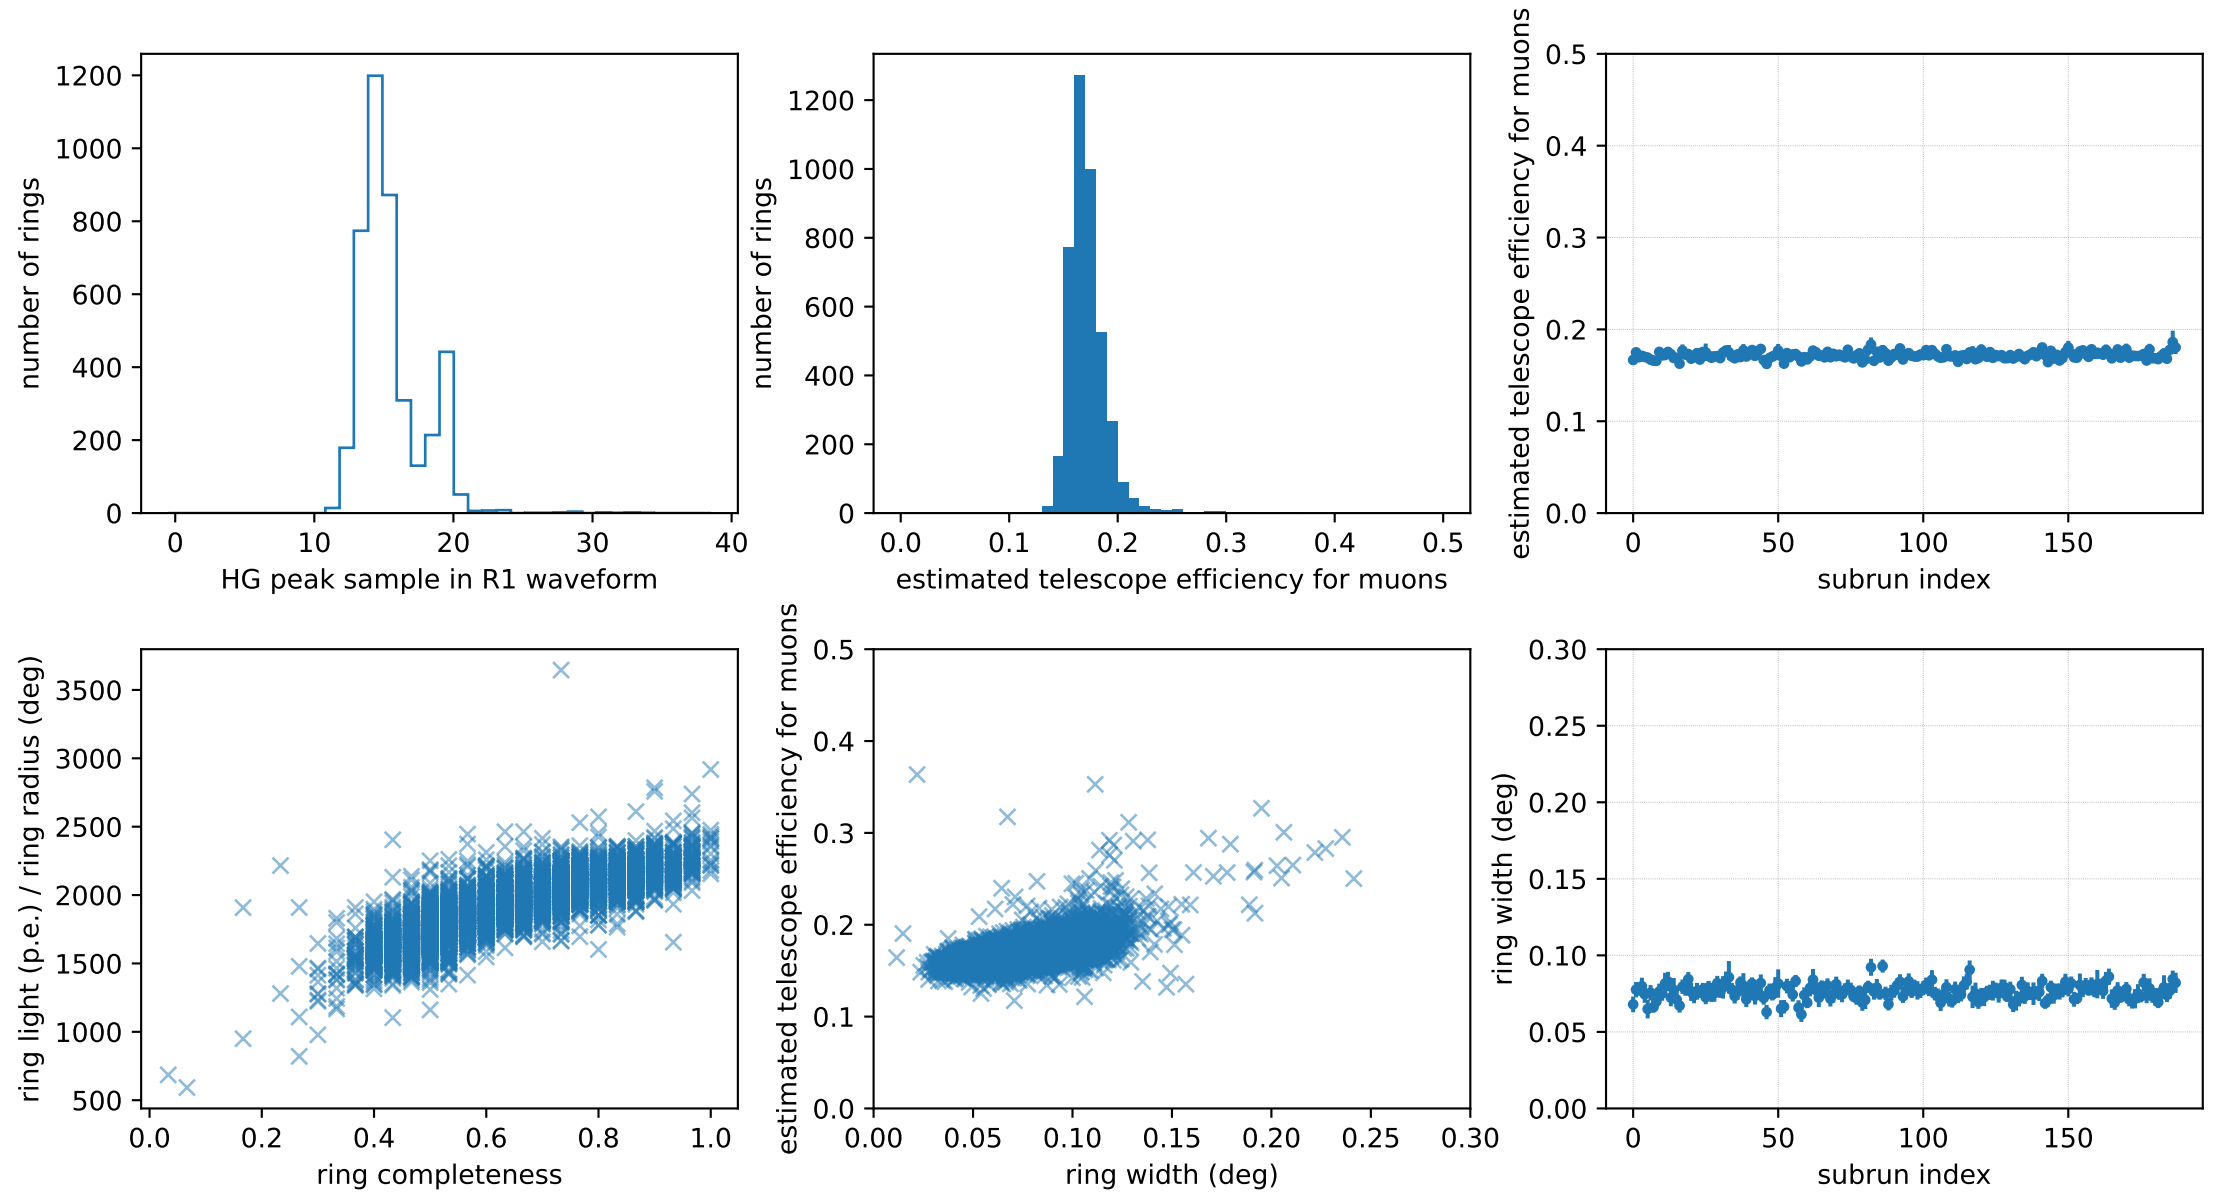 number of rings
1200
1000
800
600
400
200
0
0 10 20 30 40
HG peak sample in R1 waveform
number of rings
1200
1000
800
600
400
200
0
0.0 0.1 0.2 0.3 0.4 0.5
estimated telescope efficiency for muons
estimated telescope efficiency for muons
0.5
0.4
0.3
0.2
0.1
0.0
0 50 100 150
subrun index
ring light (p.e.) / ring radius (deg)
3500
3000
2500
2000
1500
1000
500
0.0 0.2 0.4 0.6 0.8 1.0
ring completeness
estimated telescope efficiency for muons
0.5
0.4
0.3
0.2
0.1
0.0
0.00 0.05 0.10 0.15 0.20 0.25 0.30
ring width (deg)
ring width (deg)
0.30
0.25
0.20
0.15
0.10
0.05
0.00
0 50 100 150
subrun index